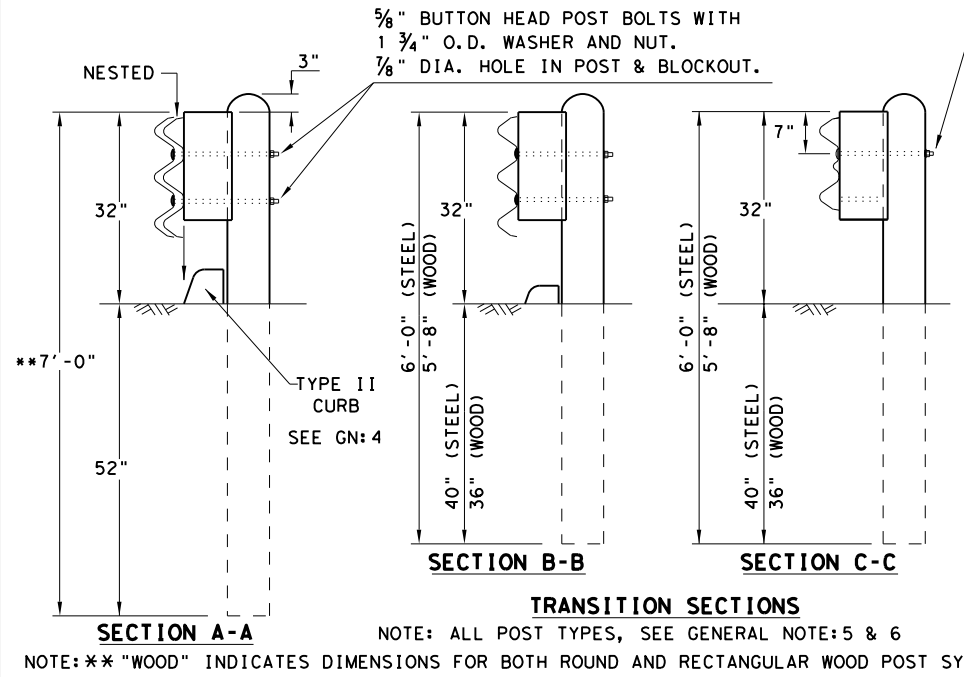 ⅝" BUTTON HEAD POST BOLTS WITH
1 ¾" O.D. WASHER AND NUT.
⅞" DIA. HOLE IN POST & BLOCKOUT.
NESTED
3"
32"
**7'-0"
52"
TYPE II
CURB
SEE GN:4
SECTION A-A
32"
6'-0" (STEEL)
5'-8" (WOOD)
40" (STEEL)
36" (WOOD)
SECTION B-B
7"
32"
6'-0" (STEEL)
5'-8" (WOOD)
40" (STEEL)
36" (WOOD)
SECTION C-C
TRANSITION SECTIONS
NOTE: ALL POST TYPES, SEE GENERAL NOTE:5 & 6
NOTE:** "WOOD" INDICATES DIMENSIONS FOR BOTH ROUND AND RECTANGULAR WOOD POST SY